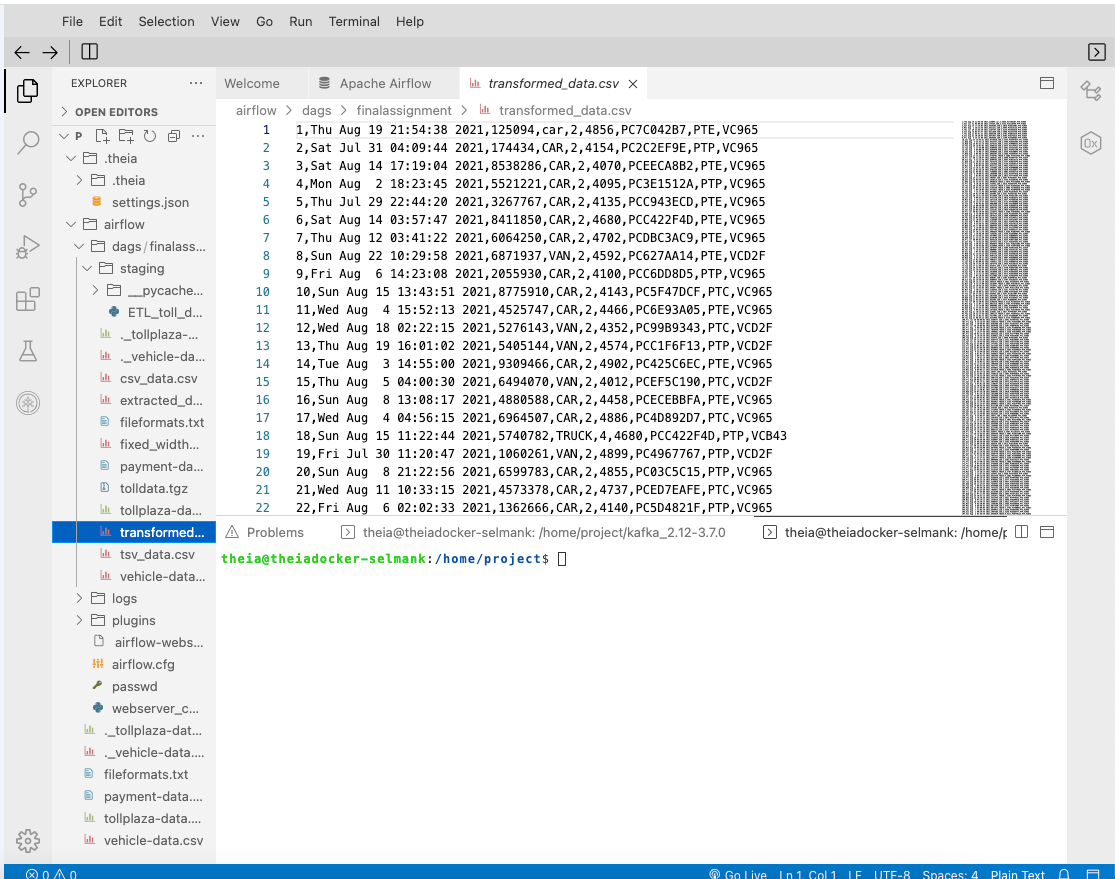 File Edit Selection View Go Run Terminal Help
EXPLORER
Welcome
Apache Airflow
transformed_data.csv
OPEN EDITORS
airflow > dags > finalassignment > transformed_data.csv
P
.theia
.theia
settings.json
airflow
dags/finalass...
staging
__pycache...
ETL_toll_d...
._tollplaza-...
._vehicle-da...
csv_data.csv
extracted_d...
fileformats.txt
fixed_width...
payment-da...
tolldata.tgz
tollplaza-da...
transformed...
tsv_data.csv
vehicle-data...
logs
plugins
airflow-webs...
airflow.cfg
passwd
webserver_c...
._tollplaza-dat...
._vehicle-data....
fileformats.txt
payment-data....
tollplaza-data....
vehicle-data.csv
1 1,Thu Aug 19 21:54:38 2021,125094,car,2,4856,PC7C042B7,PTE,VC965
2 2,Sat Jul 31 04:09:44 2021,174434,CAR,2,4154,PC2C2EF9E,PTP,VC965
3 3,Sat Aug 14 17:19:04 2021,8538286,CAR,2,4070,PCEECA8B2,PTE,VC965
4 4,Mon Aug  2 18:23:45 2021,5521221,CAR,2,4095,PC3E1512A,PTP,VC965
5 5,Thu Jul 29 22:44:20 2021,3267767,CAR,2,4135,PCC943ECD,PTE,VC965
6 6,Sat Aug 14 03:57:47 2021,8411850,CAR,2,4680,PCC422F4D,PTE,VC965
7 7,Thu Aug 12 03:41:22 2021,6064250,CAR,2,4702,PCDBC3AC9,PTE,VC965
8 8,Sun Aug 22 10:29:58 2021,6871937,VAN,2,4592,PC627AA14,PTE,VCD2F
9 9,Fri Aug  6 14:23:08 2021,2055930,CAR,2,4100,PCC6DD8D5,PTP,VC965
10 10,Sun Aug 15 13:43:51 2021,8775910,CAR,2,4143,PC5F47DCF,PTC,VC965
11 11,Wed Aug  4 15:52:13 2021,4525747,CAR,2,4466,PC6E93A05,PTE,VC965
12 12,Wed Aug 18 02:22:15 2021,5276143,VAN,2,4352,PC99B9343,PTC,VCD2F
13 13,Thu Aug 19 16:01:02 2021,5405144,VAN,2,4574,PCC1F6F13,PTP,VCD2F
14 14,Tue Aug  3 14:55:00 2021,9309466,CAR,2,4902,PC425C6EC,PTE,VC965
15 15,Thu Aug  5 04:00:30 2021,6494070,VAN,2,4012,PCEF5C190,PTC,VCD2F
16 16,Sun Aug  8 13:08:17 2021,4880588,CAR,2,4458,PCECEBBFA,PTE,VC965
17 17,Wed Aug  4 04:56:15 2021,6964507,CAR,2,4886,PC4D892D7,PTC,VC965
18 18,Sun Aug 15 11:22:44 2021,5740782,TRUCK,4,4680,PCC422F4D,PTP,VCB43
19 19,Fri Jul 30 11:20:47 2021,1060261,VAN,2,4899,PC4967767,PTP,VCD2F
20 20,Sun Aug  8 21:22:56 2021,6599783,CAR,2,4855,PC03C5C15,PTP,VC965
21 21,Wed Aug 11 10:33:15 2021,4573378,CAR,2,4737,PCED7EAFE,PTC,VC965
22 22,Fri Aug  6 02:02:33 2021,1362666,CAR,2,4140,PC5D4821F,PTP,VC965
Problems
theia@theiadocker-selmank: /home/project/kafka_2.12-3.7.0
theia@theiadocker-selmank: /home/p
theia@theiadocker-selmank:/home/project$
0 0
Go Live Ln 1, Col 1 LF UTF-8 Spaces: 4 Plain Text